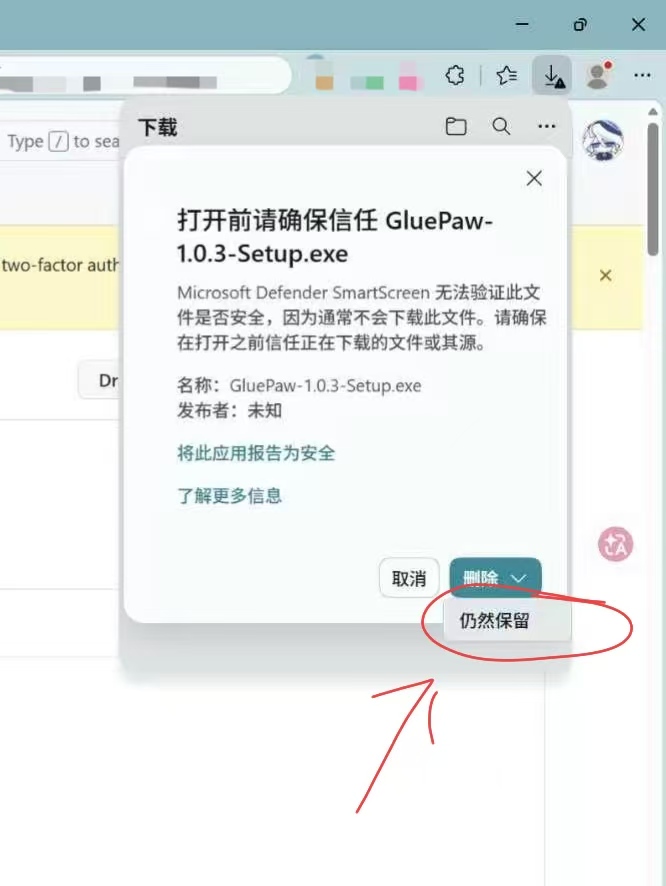 下载
Type / to sea
打开前请确保信任 GluePaw-
1.0.3-Setup.exe
two-factor auth
Microsoft Defender SmartScreen 无法验证此文
件是否安全，因为通常不会下载此文件。请确保
在打开之前信任正在下载的文件或其源。
Dr
名称：GluePaw-1.0.3-Setup.exe
发布者：未知
将此应用报告为安全
了解更多信息
取消
删除
仍然保留